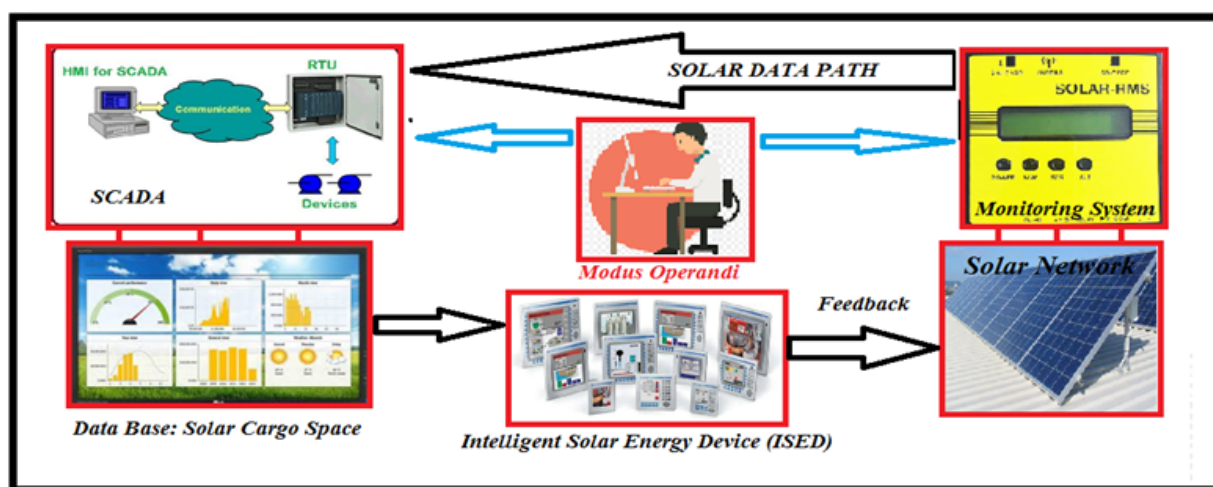 HMI for SCADA
RTU
Communication
SCADA
Devices
SOLAR DATA PATH
SOLAR-HMS
Monitoring System
Modus Operandi
Solar Network
Feedback
Data Base: Solar Cargo Space
Intelligent Solar Energy Device (ISED)